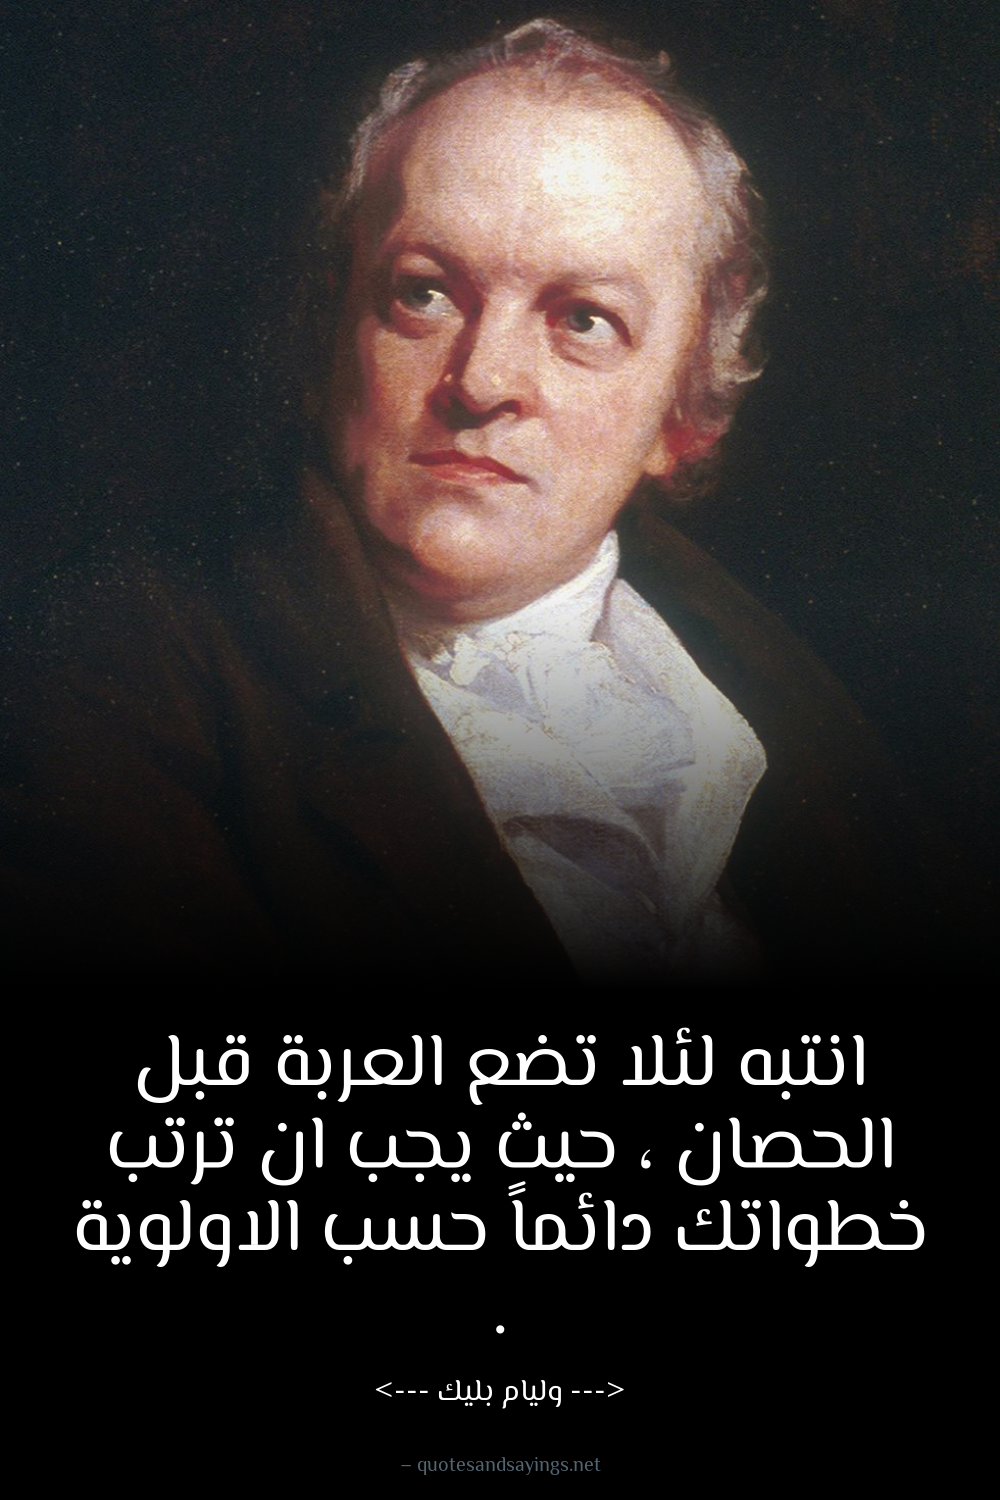 انتبه لئلا تضع العربة قبل
الحصان ، حيث يجب ان ترتب
خطواتك دائماً حسب الاولوية
.
<--- وليام بليك --->
– quotesandsayings.net